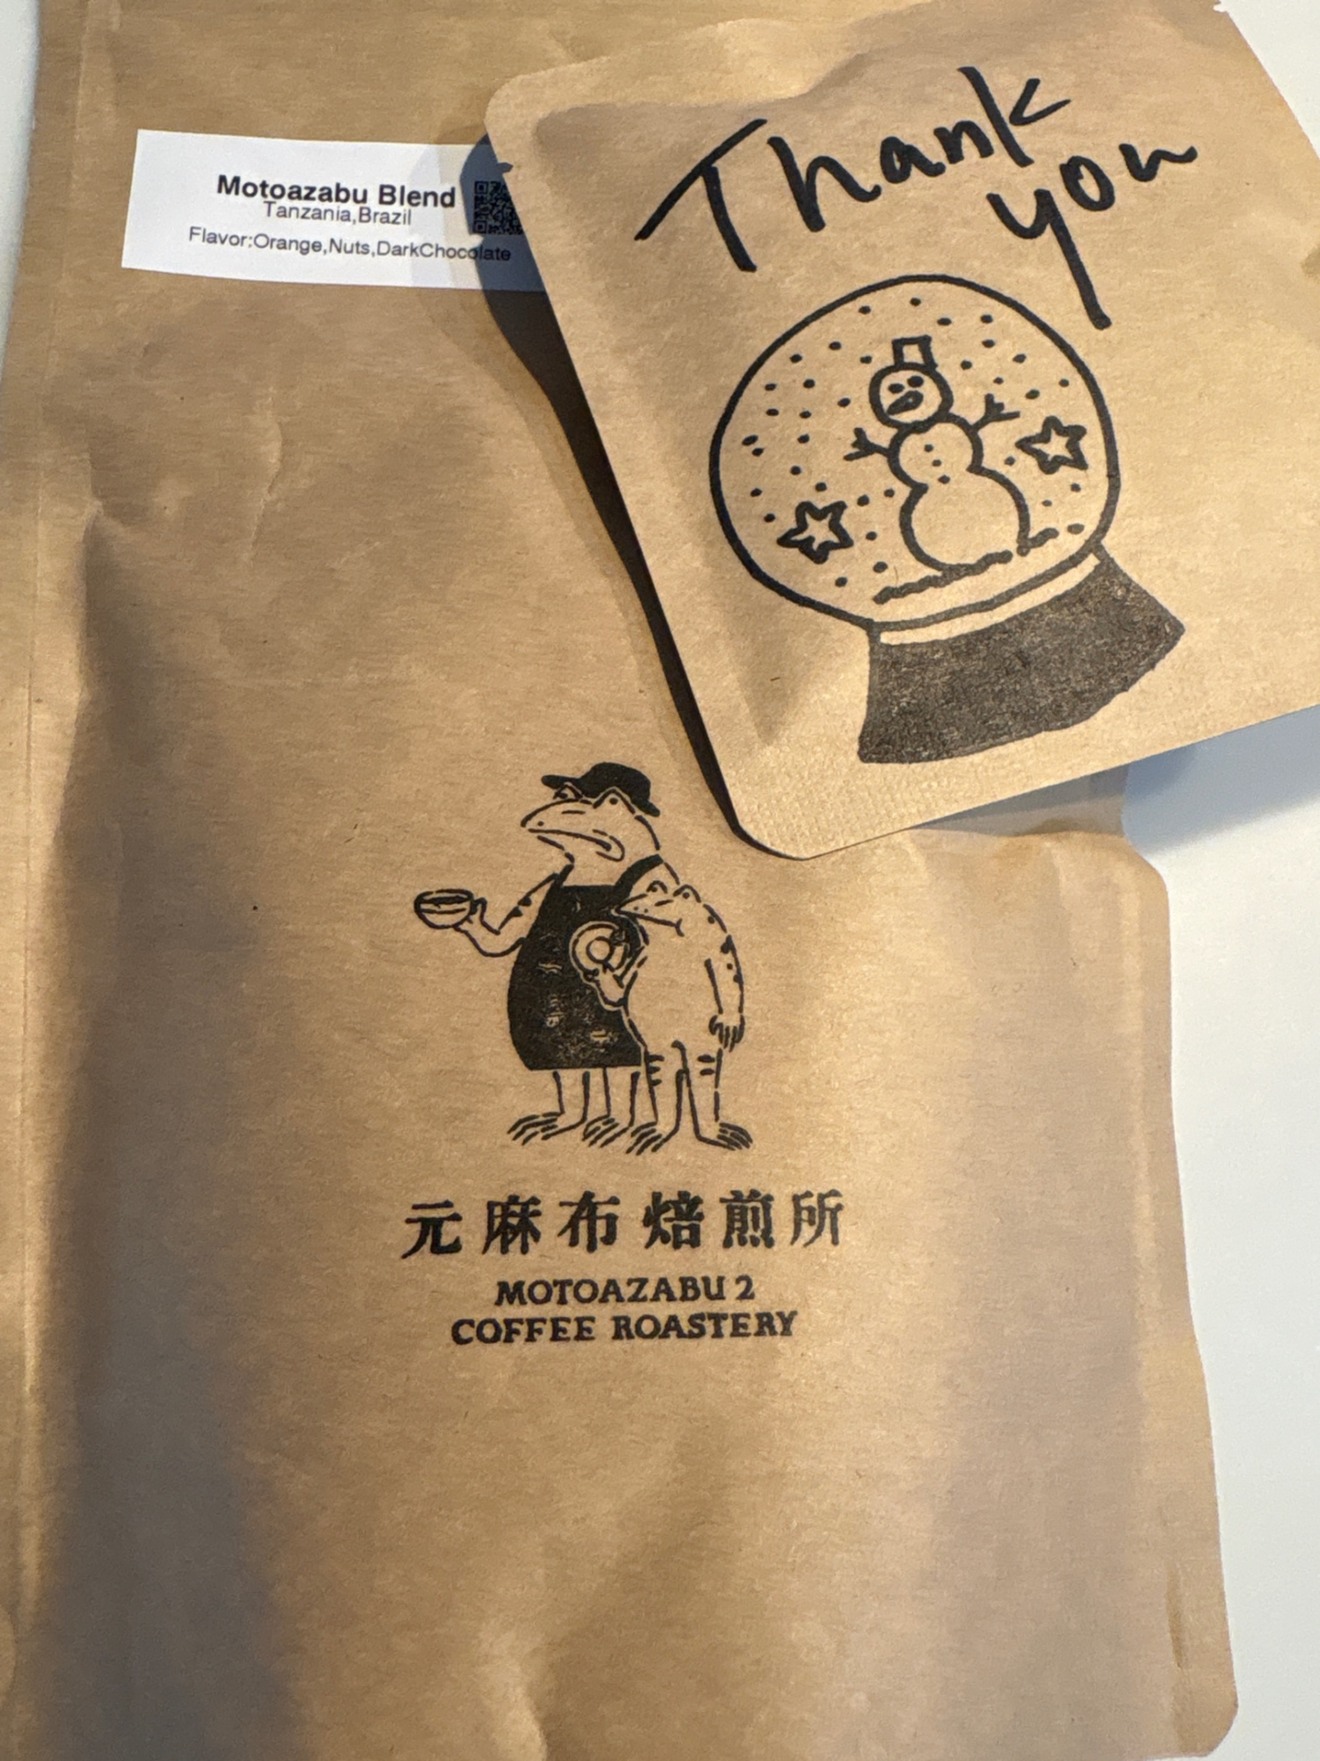 Motoazabu Blend
Tanzania,Brazil
Flavor:Orange,Nuts,DarkChocolate
Thank
you
元麻布焙煎所
MOTOAZABU 2
COFFEE ROASTERY